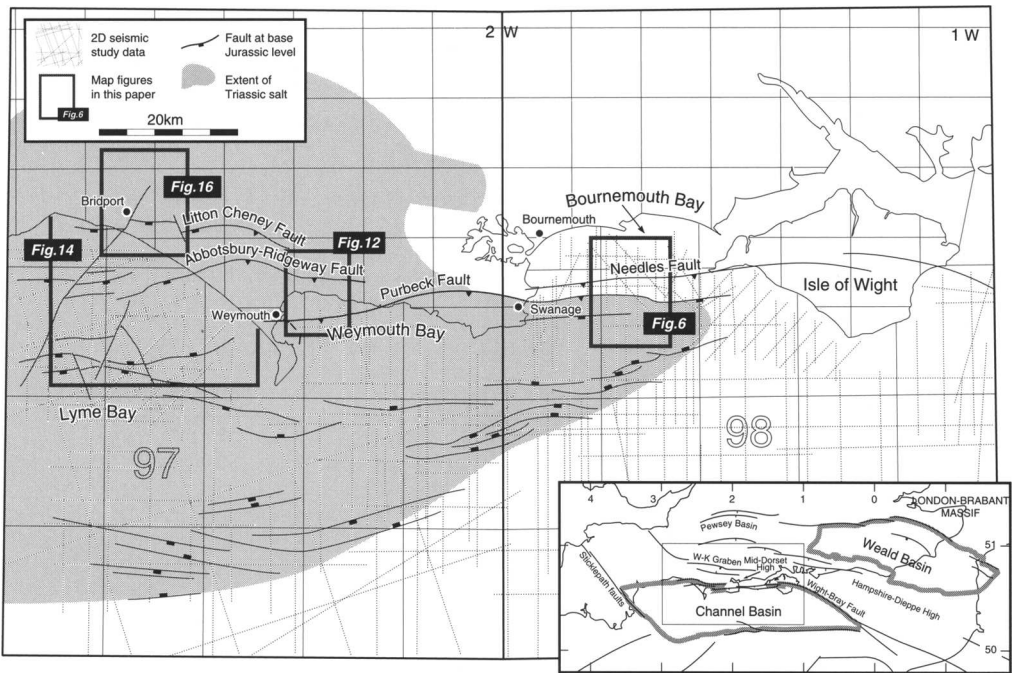 2 W
1 W
2D seismic
study data
Fault at base
Jurassic level
Map figures
in this paper
Fig.6
Extent of
Triassic salt
20km
Fig.16
Bridport
Litton Cheney Fault
Fig.14
Abbotsbury-Ridgeway Fault
Fig.12
Bournemouth Bay
Bournemouth
Needles Fault
Purbeck Fault
Isle of Wight
Weymouth
Swanage
Weymouth Bay
Fig.6
Lyme Bay
97
98
4
3
2
1
0
LONDON-BRABANT
MASSIF
Pewsey Basin
51
Weald Basin
W-K Graben
Mid-Dorset
High
Sticklepath faults
Hampshire-Dieppe High
Wight-Bray Fault
Channel Basin
50